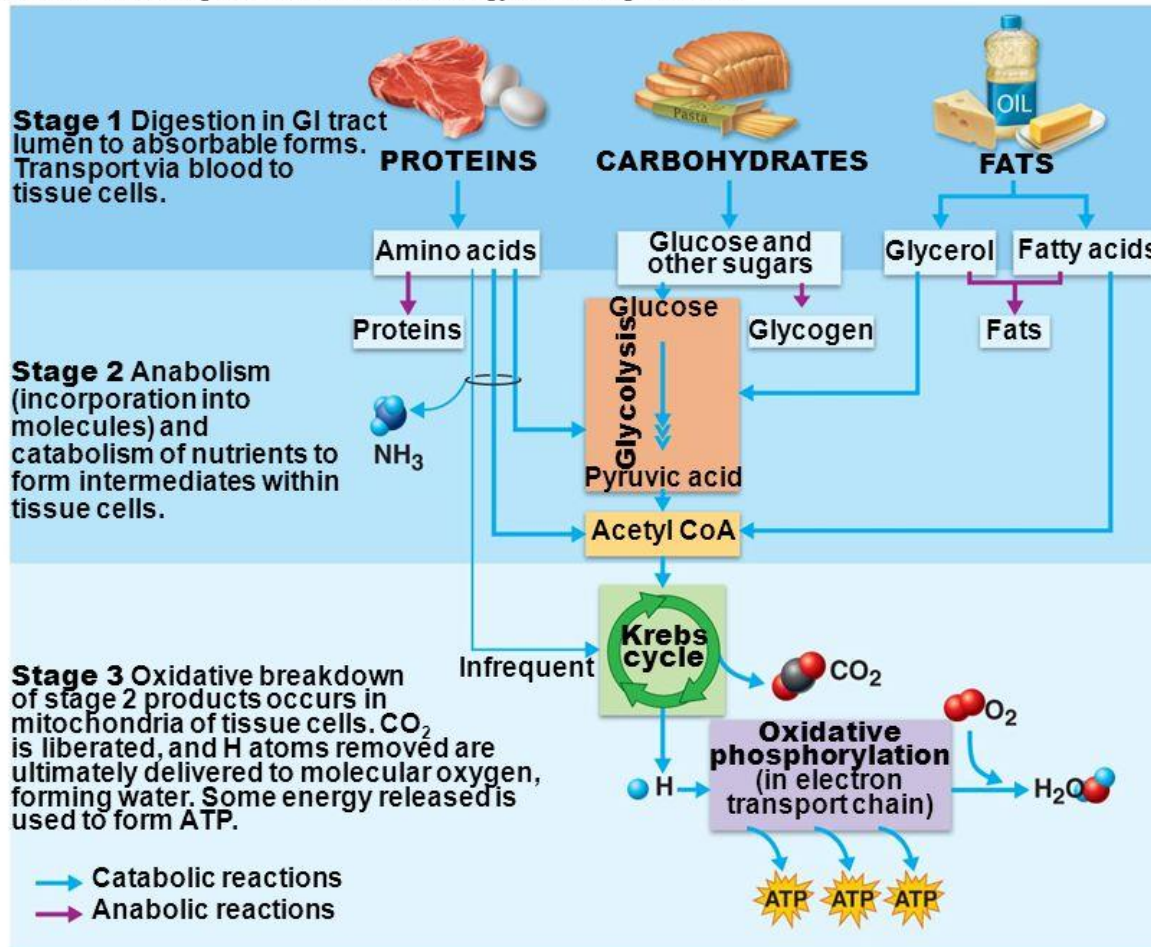 Stage 1 Digestion in GI tract
lumen to absorbable forms.
Transport via blood to
tissue cells.
Pasta
OIL
PROTEINS
CARBOHYDRATES
FATS
Amino acids
Glucose and
other sugars
Glycerol
Fatty acids
Proteins
Glucose
Glycogen
Fats
Glycolysis
Stage 2 Anabolism
(incorporation into
molecules) and
catabolism of nutrients to
form intermediates within
tissue cells.
NH3
Pyruvic acid
Acetyl CoA
Krebs
cycle
Infrequent
CO2
Stage 3 Oxidative breakdown
of stage 2 products occurs in
mitochondria of tissue cells. CO2
is liberated, and H atoms removed are
ultimately delivered to molecular oxygen,
forming water. Some energy released is
used to form ATP.
O2
Oxidative
phosphorylation
(in electron
transport chain)
H
H2O
ATP
ATP
ATP
Catabolic reactions
Anabolic reactions